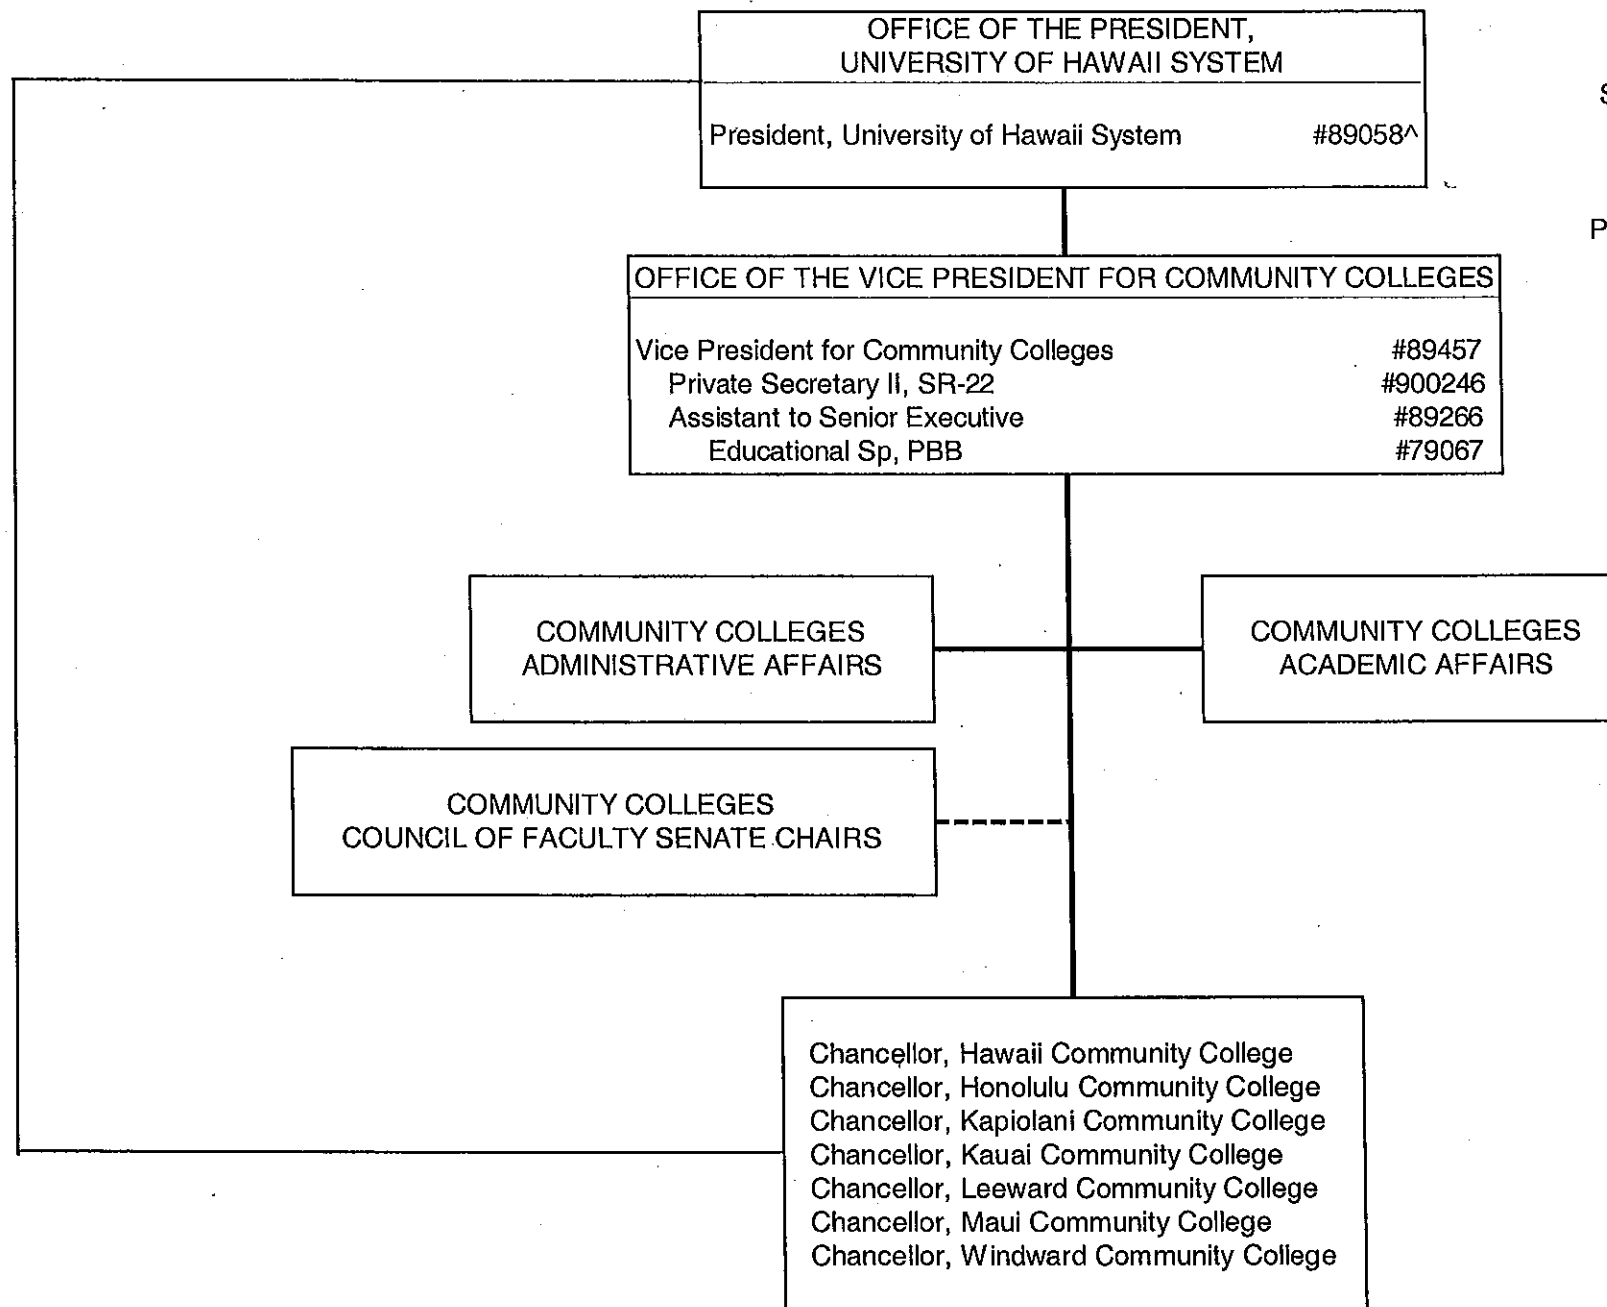 OFFICE OF THE PRESIDENT,
UNIVERSITY OF HAWAII SYSTEM
President, University of Hawaii System #89058^
S
P
OFFICE OF THE VICE PRESIDENT FOR COMMUNITY COLLEGES
Vice President for Community Colleges #89457
Private Secretary II, SR-22 #900246
Assistant to Senior Executive #89266
Educational Sp, PBB #79067
COMMUNITY COLLEGES
ADMINISTRATIVE AFFAIRS
COMMUNITY COLLEGES
ACADEMIC AFFAIRS
COMMUNITY COLLEGES
COUNCIL OF FACULTY SENATE CHAIRS
Chancellor, Hawaii Community College
Chancellor, Honolulu Community College
Chancellor, Kapiolani Community College
Chancellor, Kauai Community College
Chancellor, Leeward Community College
Chancellor, Maui Community College
Chancellor, Windward Community College